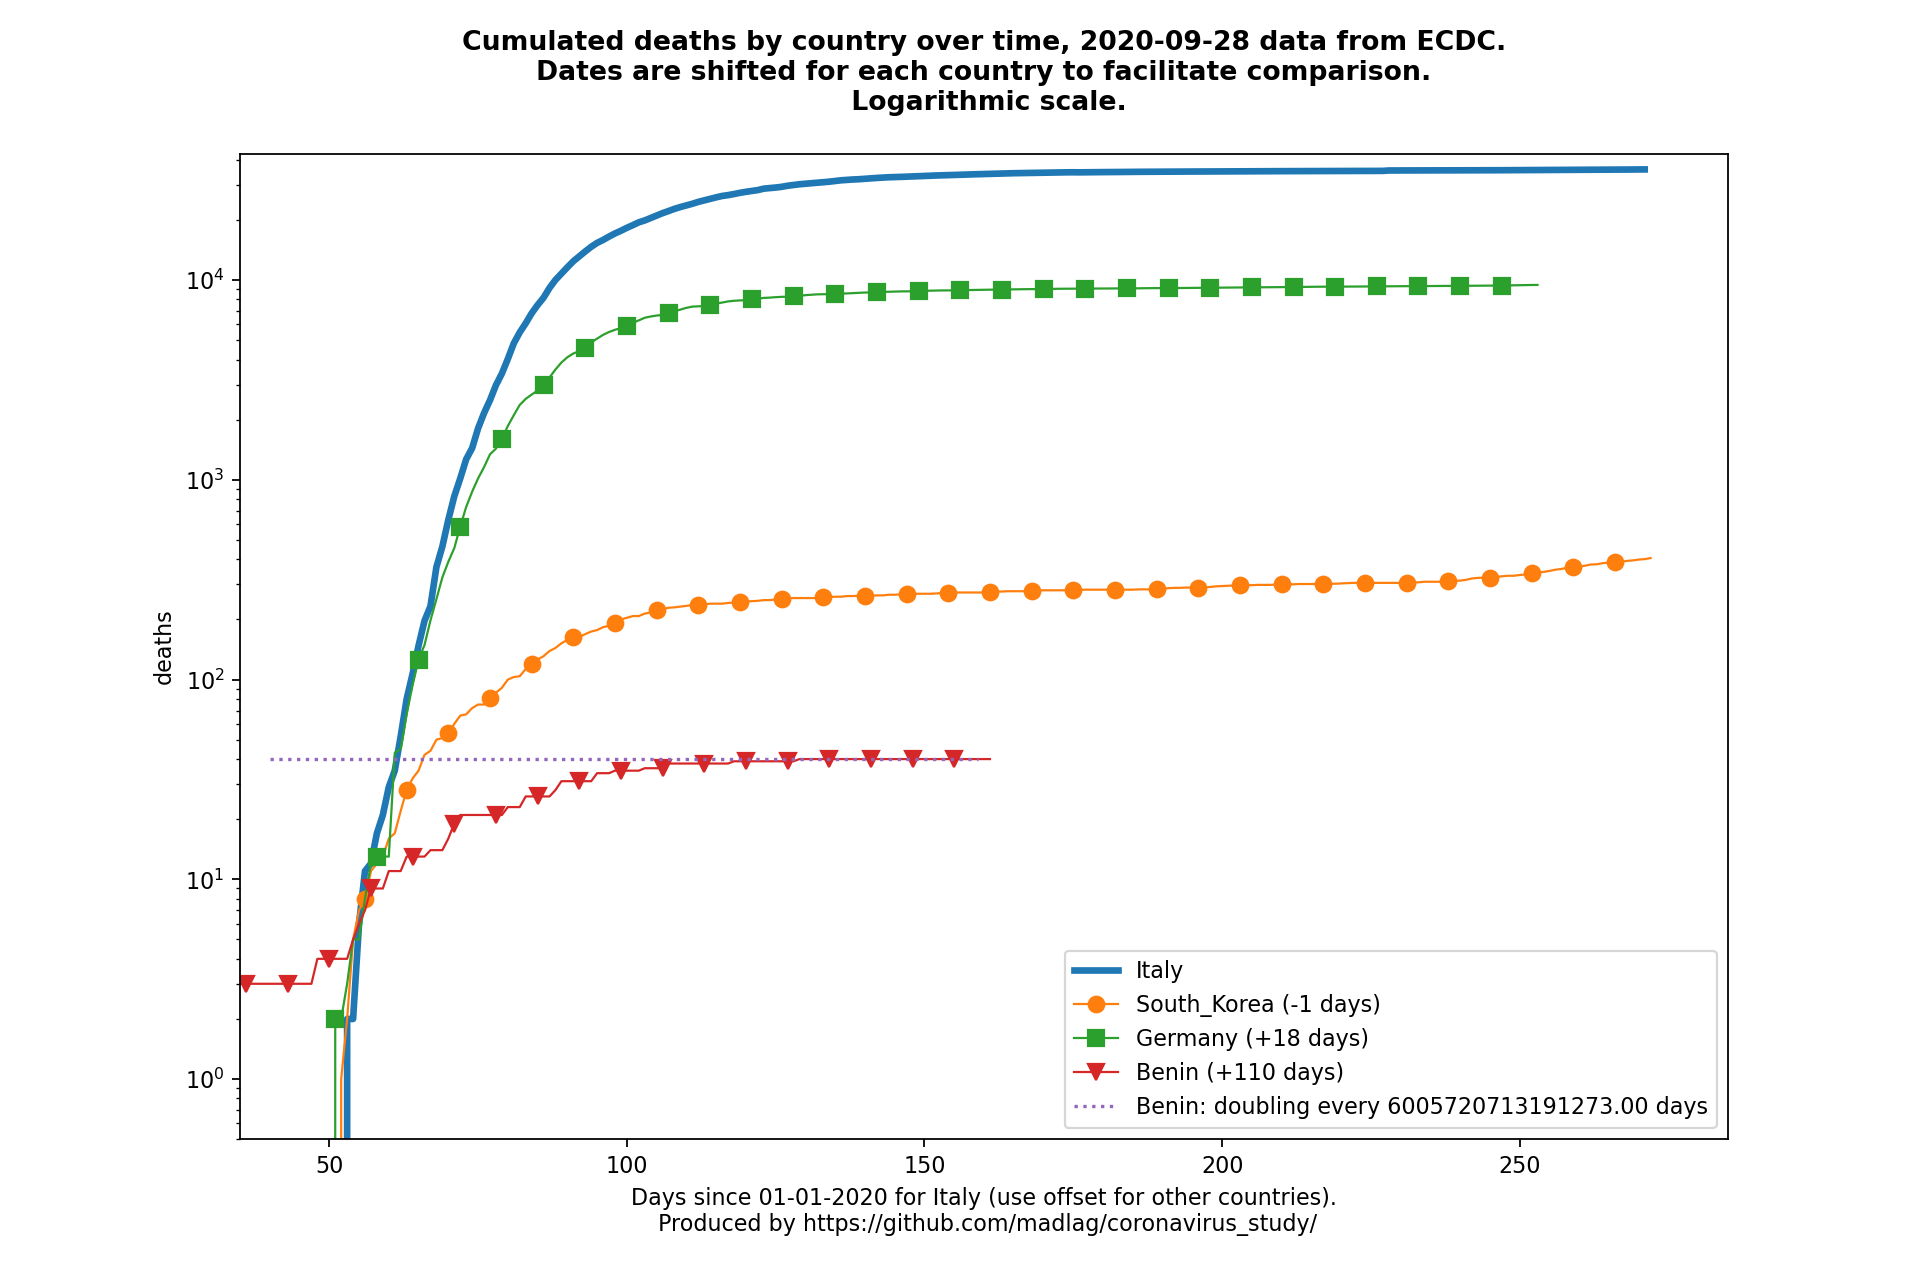 Cumulated deaths by country over time, 2020-09-28 data from ECDC.
Dates are shifted for each country to facilitate comparison.
Logarithmic scale.
10^4
10^3
10^2
10^1
10^0
deaths
Italy
South_Korea (-1 days)
Germany (+18 days)
Benin (+110 days)
Benin: doubling every 6005720713191273.00 days
50 100 150 200 250
Days since 01-01-2020 for Italy (use offset for other countries).
Produced by https://github.com/madlag/coronavirus_study/